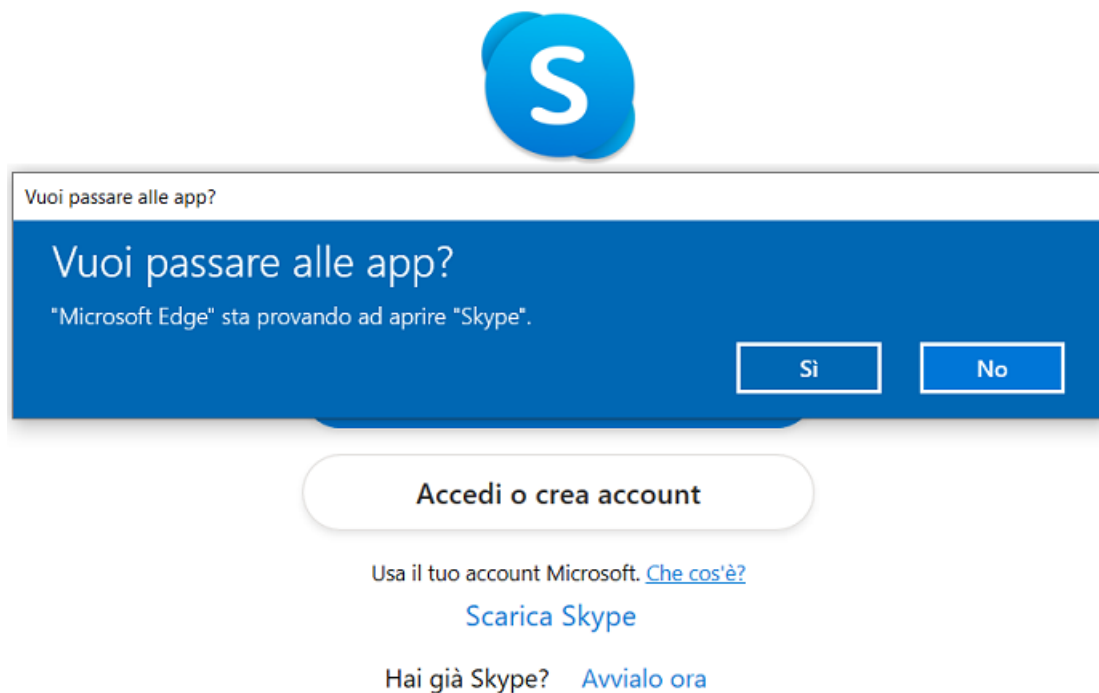 S
Vuoi passare alle app?
Vuoi passare alle app?
"Microsoft Edge" sta provando ad aprire "Skype".
Sì No
Accedi o crea account
Usa il tuo account Microsoft. Che cos'è?
Scarica Skype
Hai già Skype? Avvialo ora